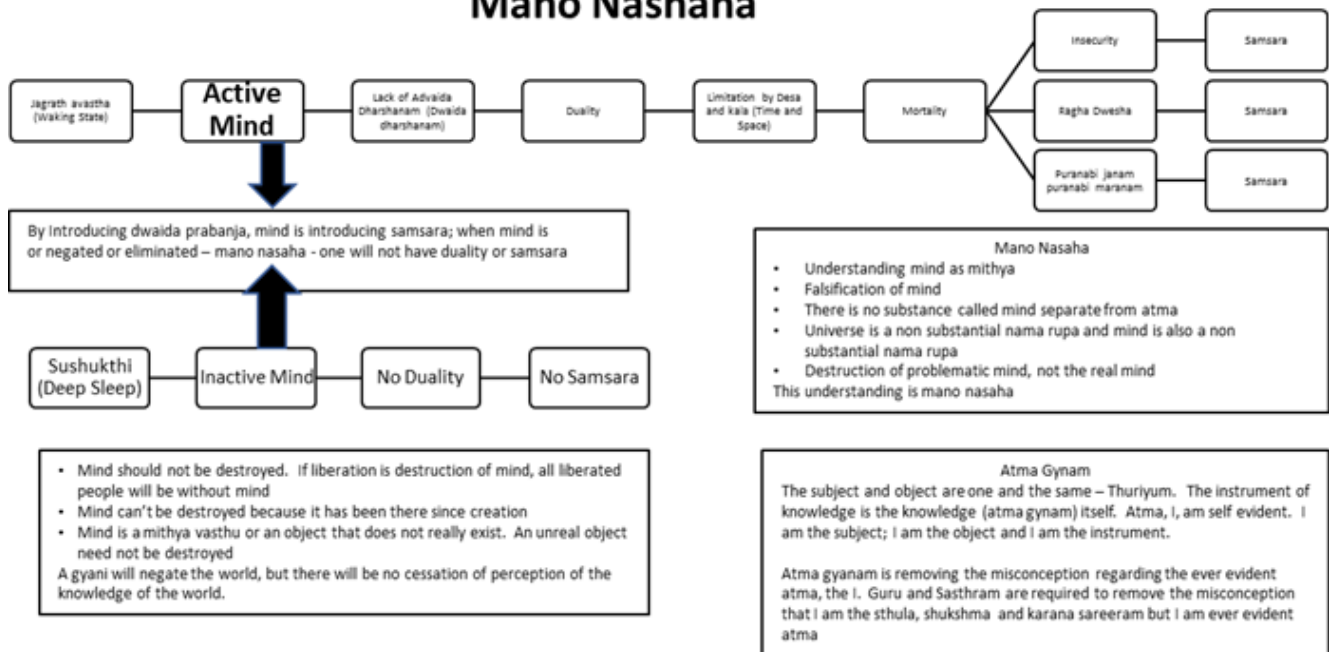 Mano Nashaha
Insecurity
Samsara
Jagrath avastha
(Waking State)
Active
Mind
Lack of Advaida
Dharshanam (Dwaida
dharshanam)
Duality
Limitation by Desa
and kala (Time and
Space)
Mortality
Ragha Dwesha
Samsara
Puranabi janam
puranabi maranam
Samsara
By Introducing dwaida prabanja, mind is introducing samsara; when mind is
or negated or eliminated – mano nasaha - one will not have duality or samsara
Sushukthi
(Deep Sleep)
Inactive Mind
No Duality
No Samsara
Mano Nasaha
• Understanding mind as mithya
• Falsification of mind
• There is no substance called mind separate from atma
• Universe is a non substantial nama rupa and mind is also a non
substantial nama rupa
• Destruction of problematic mind, not the real mind
This understanding is mano nasaha
• Mind should not be destroyed. If liberation is destruction of mind, all liberated
people will be without mind
• Mind can't be destroyed because it has been there since creation
• Mind is a mithya vasthu or an object that does not really exist. An unreal object
need not be destroyed
A gyani will negate the world, but there will be no cessation of perception of the
knowledge of the world.
Atma Gynam
The subject and object are one and the same – Thuriyum. The instrument of
knowledge is the knowledge (atma gynam) itself. Atma, I, am self evident. I
am the subject; I am the object and I am the instrument.
Atma gyanam is removing the misconception regarding the ever evident
atma, the I. Guru and Sasthram are required to remove the misconception
that I am the sthula, shukshma and karana sareeram but I am ever evident
atma